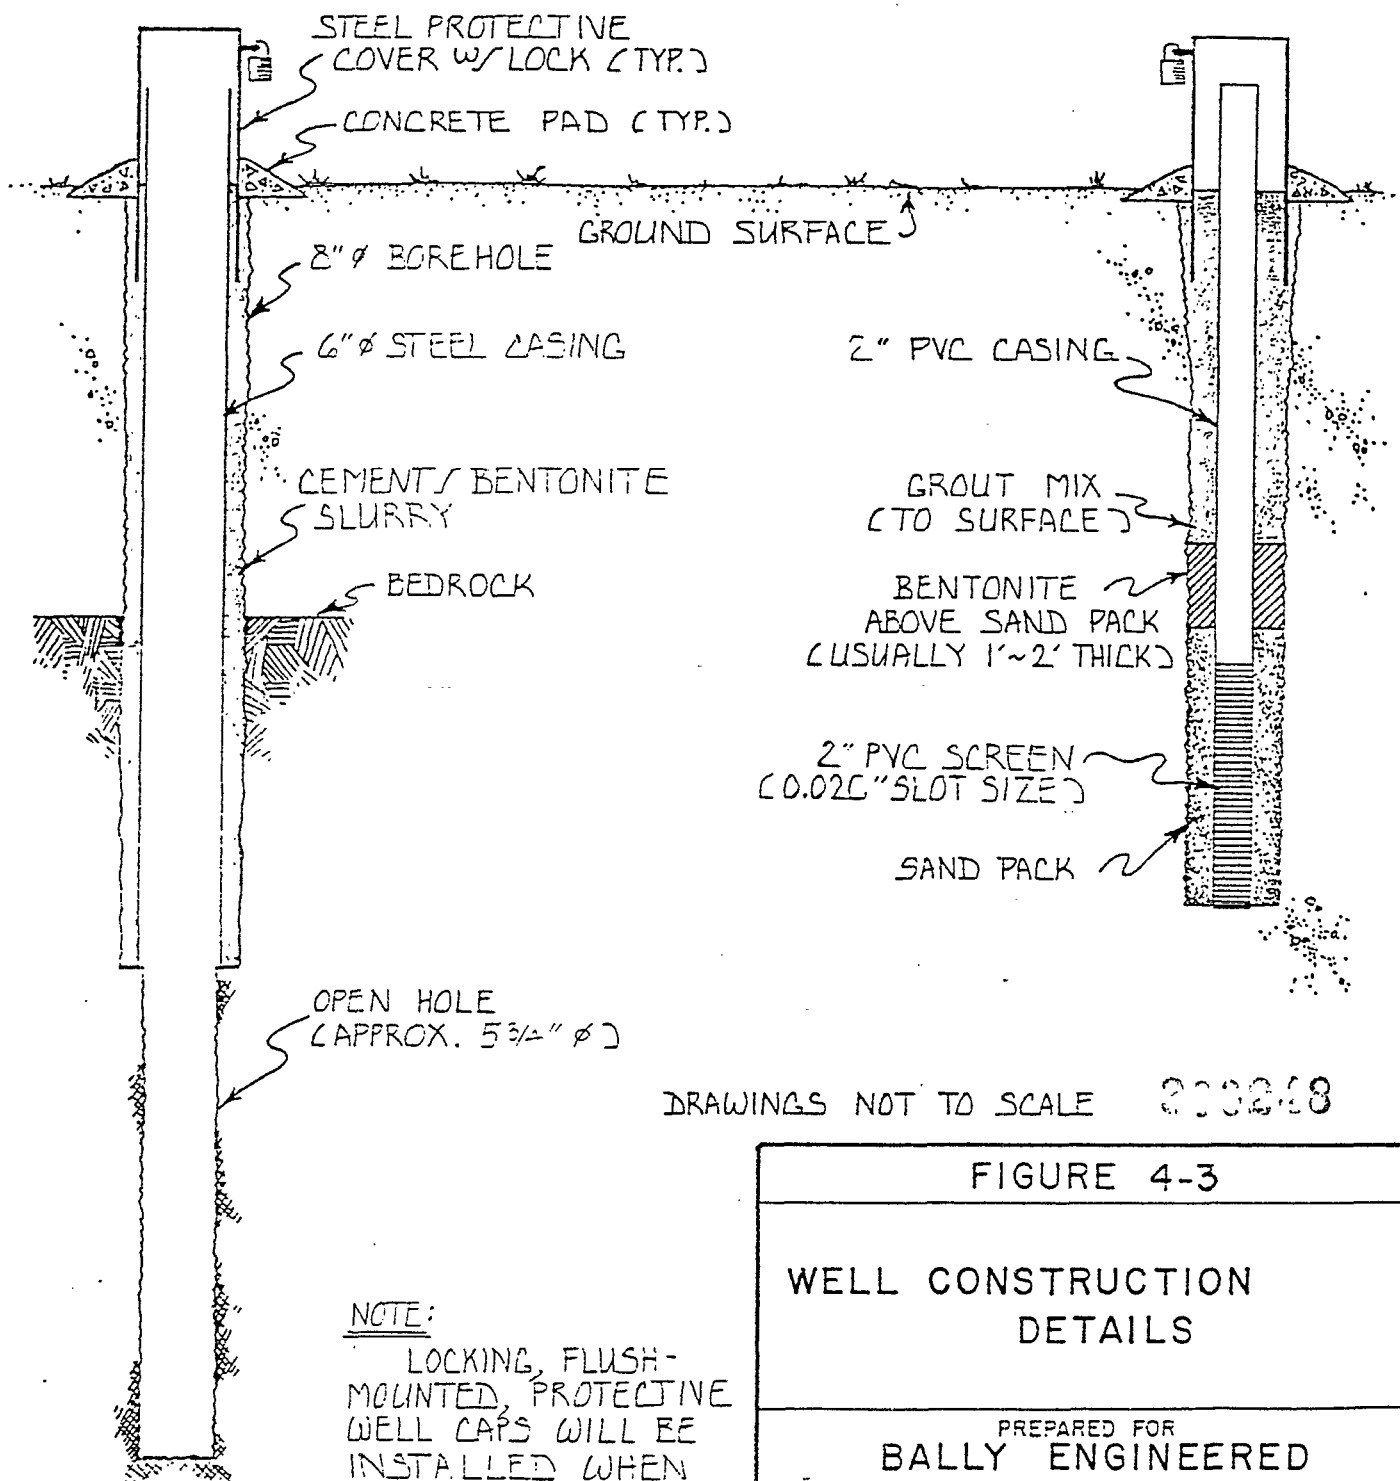 STEEL PROTECTIVE
COVER W/ LOCK (TYP.)
CONCRETE PAD (TYP.)
GROUND SURFACE
8" ø BOREHOLE
6" ø STEEL CASING
2" PVC CASING
CEMENT/BENTONITE
SLURRY
GROUT MIX
(TO SURFACE)
BEDROCK
BENTONITE
ABOVE SAND PACK
(USUALLY 1'~2' THICK)
2" PVC SCREEN
(0.020" SLOT SIZE)
SAND PACK
OPEN HOLE
(APPROX. 5 3/4" ø)
DRAWINGS NOT TO SCALE
FIGURE 4-3
WELL CONSTRUCTION
DETAILS
PREPARED FOR
BALLY ENGINEERED
NOTE:
LOCKING, FLUSH-
MOUNTED, PROTECTIVE
WELL CAPS WILL BE
INSTALLED WHEN